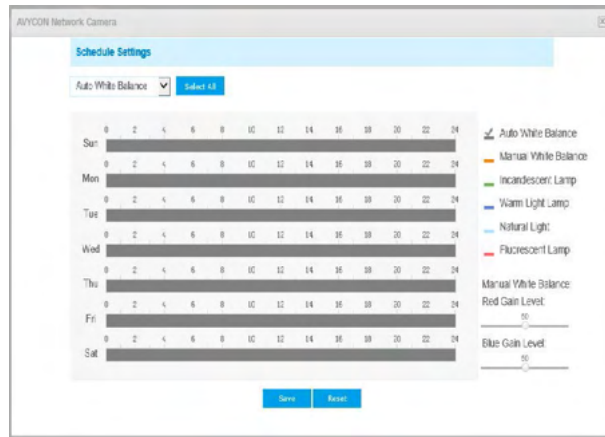 AVYCON Network Camera
Schedule Settings
Auto White Balance Select All
0 2 4 6 8 10 12 14 16 18 20 22 24
Sun
0 2 4 6 8 10 12 14 16 18 20 22 24
Mon
0 2 4 6 8 10 12 14 16 18 20 22 24
Tue
0 2 4 6 8 10 12 14 16 18 20 22 24
Wed
0 2 4 6 8 10 12 14 16 18 20 22 24
Thu
0 2 4 6 8 10 12 14 16 18 20 22 24
Fri
0 2 4 6 8 10 12 14 16 18 20 22 24
Sat
Auto White Balance
Manual White Balance
Incandescent Lamp
Warm Light Lamp
Natural Light
Fluorescent Lamp
Manual White Balance:
Red Gain Level:
50
Blue Gain Level:
50
Save Reset